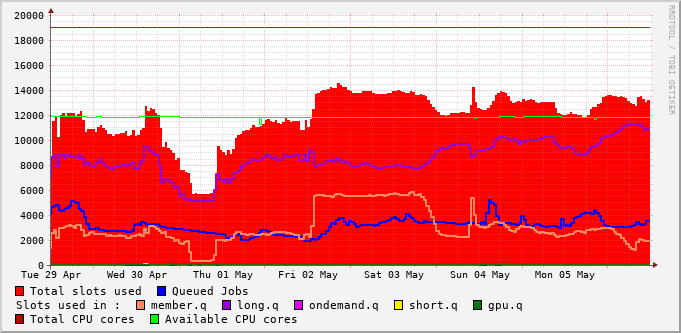 20000
18000
16000
14000
12000
10000
8000
6000
4000
2000
0
Tue 29 Apr Wed 30 Apr Thu 01 May Fri 02 May Sat 03 May Sun 04 May Mon 05 May
Total slots used Queued Jobs
Slots used in : member.q long.q ondemand.q short.q gpu.q
Total CPU cores Available CPU cores
RRDTOOL / TOBI OETIKER